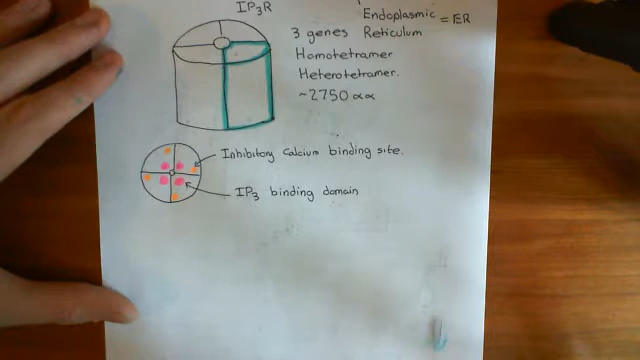 IP₃R
Endoplasmic = ER
3 genes Reticulum
Homotetramer
Heterotetramer.
~2750 αα
Inhibitory Calcium binding site.
IP₃ binding domain